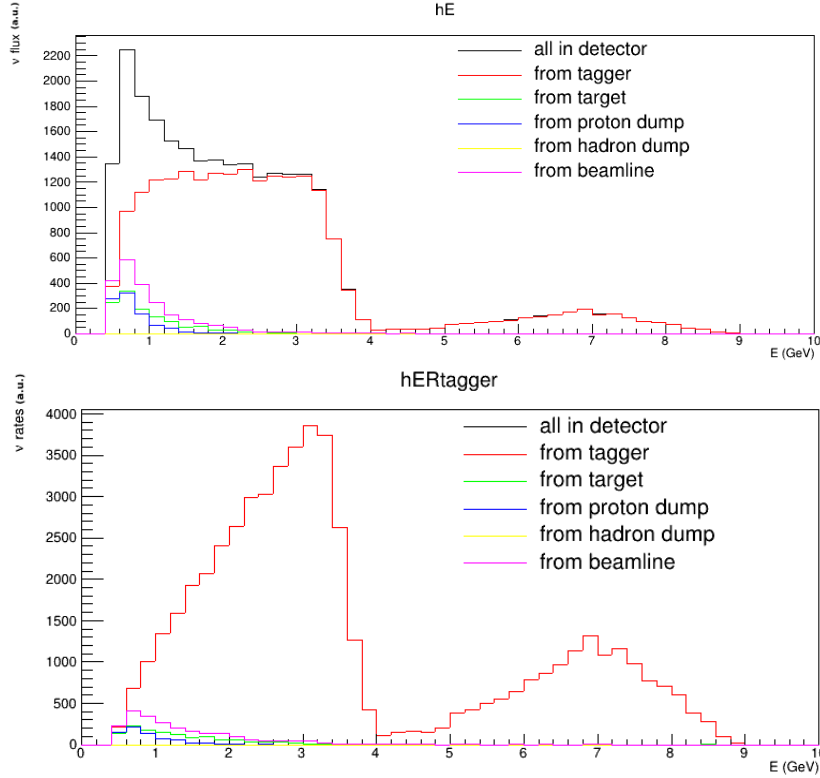 hE
ν flux (a.u.)
2200
2000
1800
1600
1400
1200
1000
800
600
400
200
0
all in detector
from tagger
from target
from proton dump
from hadron dump
from beamline
0 1 2 3 4 5 6 7 8 9 10
E (GeV)
hERtagger
ν rates (a.u.)
4000
3500
3000
2500
2000
1500
1000
500
0
all in detector
from tagger
from target
from proton dump
from hadron dump
from beamline
0 1 2 3 4 5 6 7 8 9 10
E (GeV)